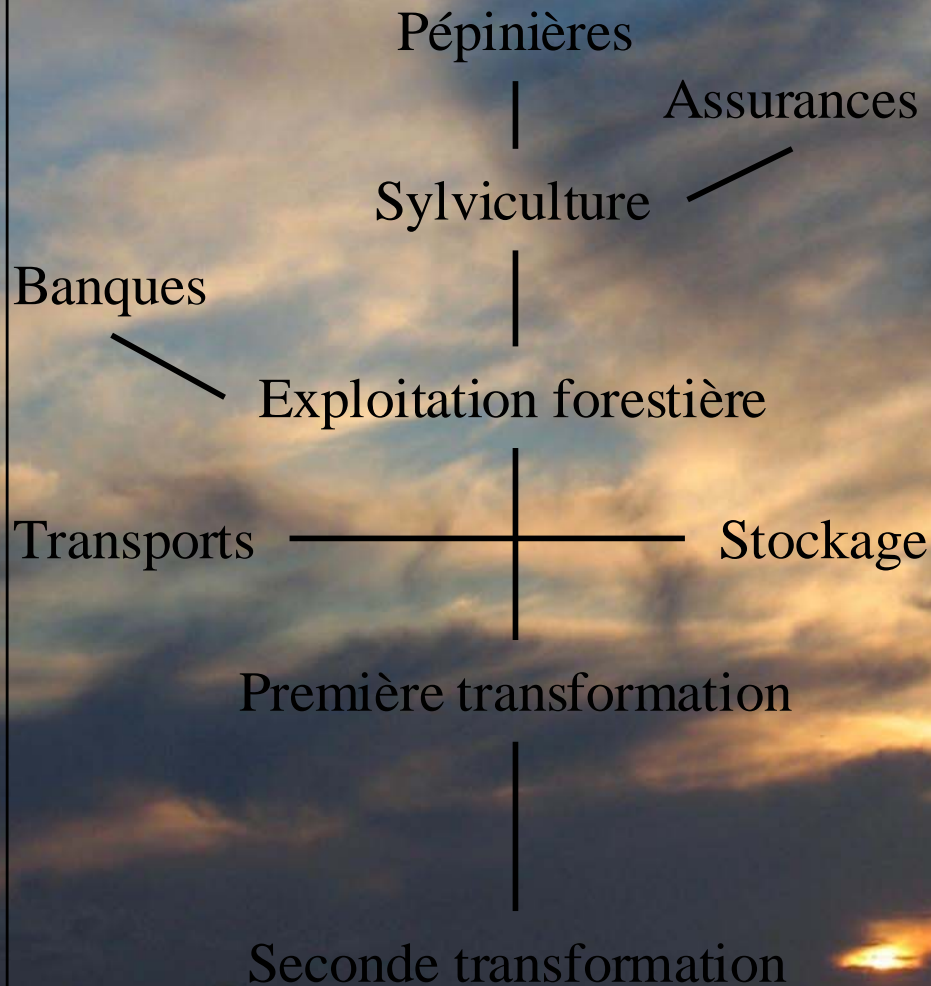 Pépinières
Assurances
Sylviculture
Banques
Exploitation forestière
Transports
Stockage
Première transformation
Seconde transformation